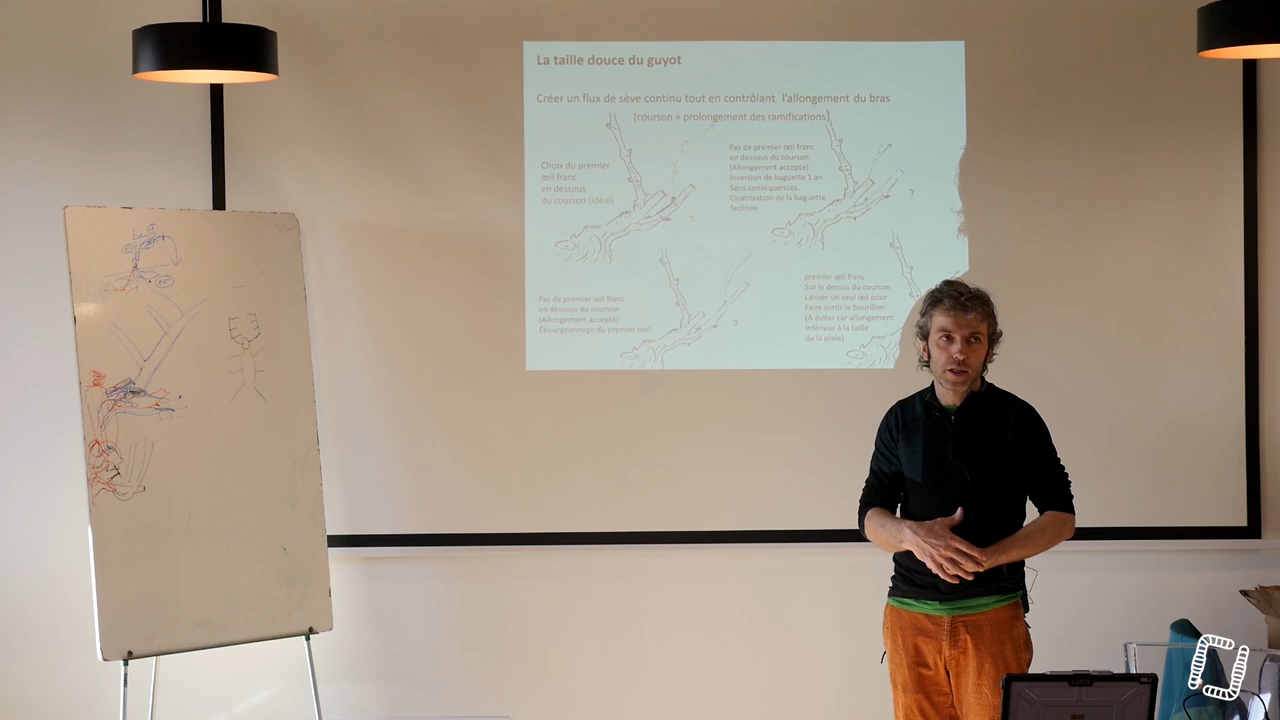 La taille douce du guyot
Créer un flux de sève continu tout en contrôlant l'allongement du bras
(courson = prolongement des ramifications)
Choix du premier
œil franc
en dessous
du courson (idéal)
Pas de premier œil franc
en dessous du courson
(Allongement accepté)
Inversion de baguette 1 an
Sans conséquences.
Cicatrisation de la baguette
facilisée
Pas de premier œil franc
en dessous du courson
(Allongement accepté)
Ébourgeonnage du premier oeil.
premier œil franc
Sur le dessus du courson
Laisser un seul œil pour
Faire sortir le bourillon.
(A éviter car allongement
inférieur à la taille
de la plaie)